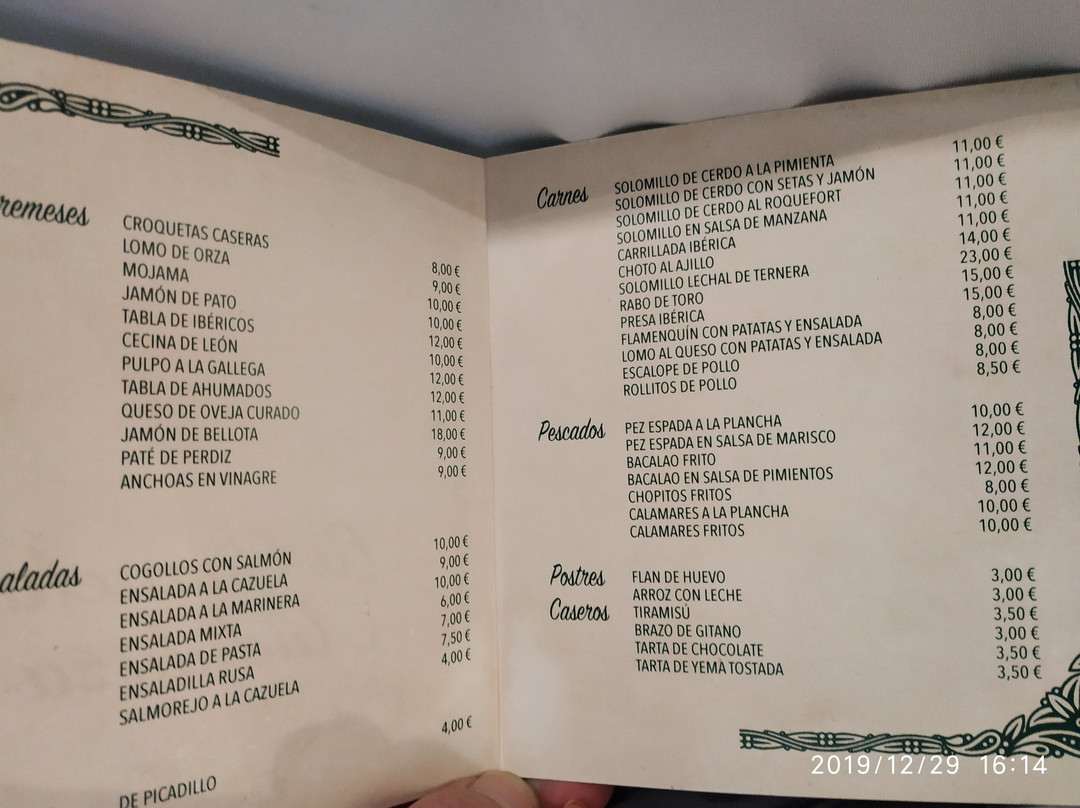 remeses
CROQUETAS CASERAS 8,00 €
LOMO DE ORZA 9,00 €
MOJAMA 10,00 €
JAMÓN DE PATO 10,00 €
TABLA DE IBÉRICOS 12,00 €
CECINA DE LEÓN 10,00 €
PULPO A LA GALLEGA 12,00 €
TABLA DE AHUMADOS 12,00 €
QUESO DE OVEJA CURADO 11,00 €
JAMÓN DE BELLOTA 18,00 €
PATÉ DE PERDIZ 9,00 €
ANCHOAS EN VINAGRE 9,00 €
aladas
COGOLLOS CON SALMÓN 10,00 €
ENSALADA A LA CAZUELA 9,00 €
ENSALADA A LA MARINERA 10,00 €
ENSALADA MIXTA 6,00 €
ENSALADA DE PASTA 7,00 €
ENSALADILLA RUSA 7,50 €
SALMOREJO A LA CAZUELA 4,00 €
DE PICADILLO 4,00 €
Carnes
SOLOMILLO DE CERDO A LA PIMIENTA 11,00 €
SOLOMILLO DE CERDO CON SETAS Y JAMÓN 11,00 €
SOLOMILLO DE CERDO AL ROQUEFORT 11,00 €
SOLOMILLO EN SALSA DE MANZANA 11,00 €
CARRILLADA IBÉRICA 11,00 €
CHOTO AL AJILLO 14,00 €
SOLOMILLO LECHAL DE TERNERA 23,00 €
RABO DE TORO 15,00 €
PRESA IBÉRICA 15,00 €
FLAMENQUÍN CON PATATAS Y ENSALADA 8,00 €
LOMO AL QUESO CON PATATAS Y ENSALADA 8,00 €
ESCALOPE DE POLLO 8,00 €
ROLLITOS DE POLLO 8,50 €
Pescados
PEZ ESPADA A LA PLANCHA 10,00 €
PEZ ESPADA EN SALSA DE MARISCO 12,00 €
BACALAO FRITO 11,00 €
BACALAO EN SALSA DE PIMIENTOS 12,00 €
CHOPITOS FRITOS 8,00 €
CALAMARES A LA PLANCHA 10,00 €
CALAMARES FRITOS 10,00 €
Postres
Caseros
FLAN DE HUEVO 3,00 €
ARROZ CON LECHE 3,00 €
TIRAMISÚ 3,50 €
BRAZO DE GITANO 3,00 €
TARTA DE CHOCOLATE 3,50 €
TARTA DE YEMA TOSTADA 3,50 €
2019/12/29 16:14